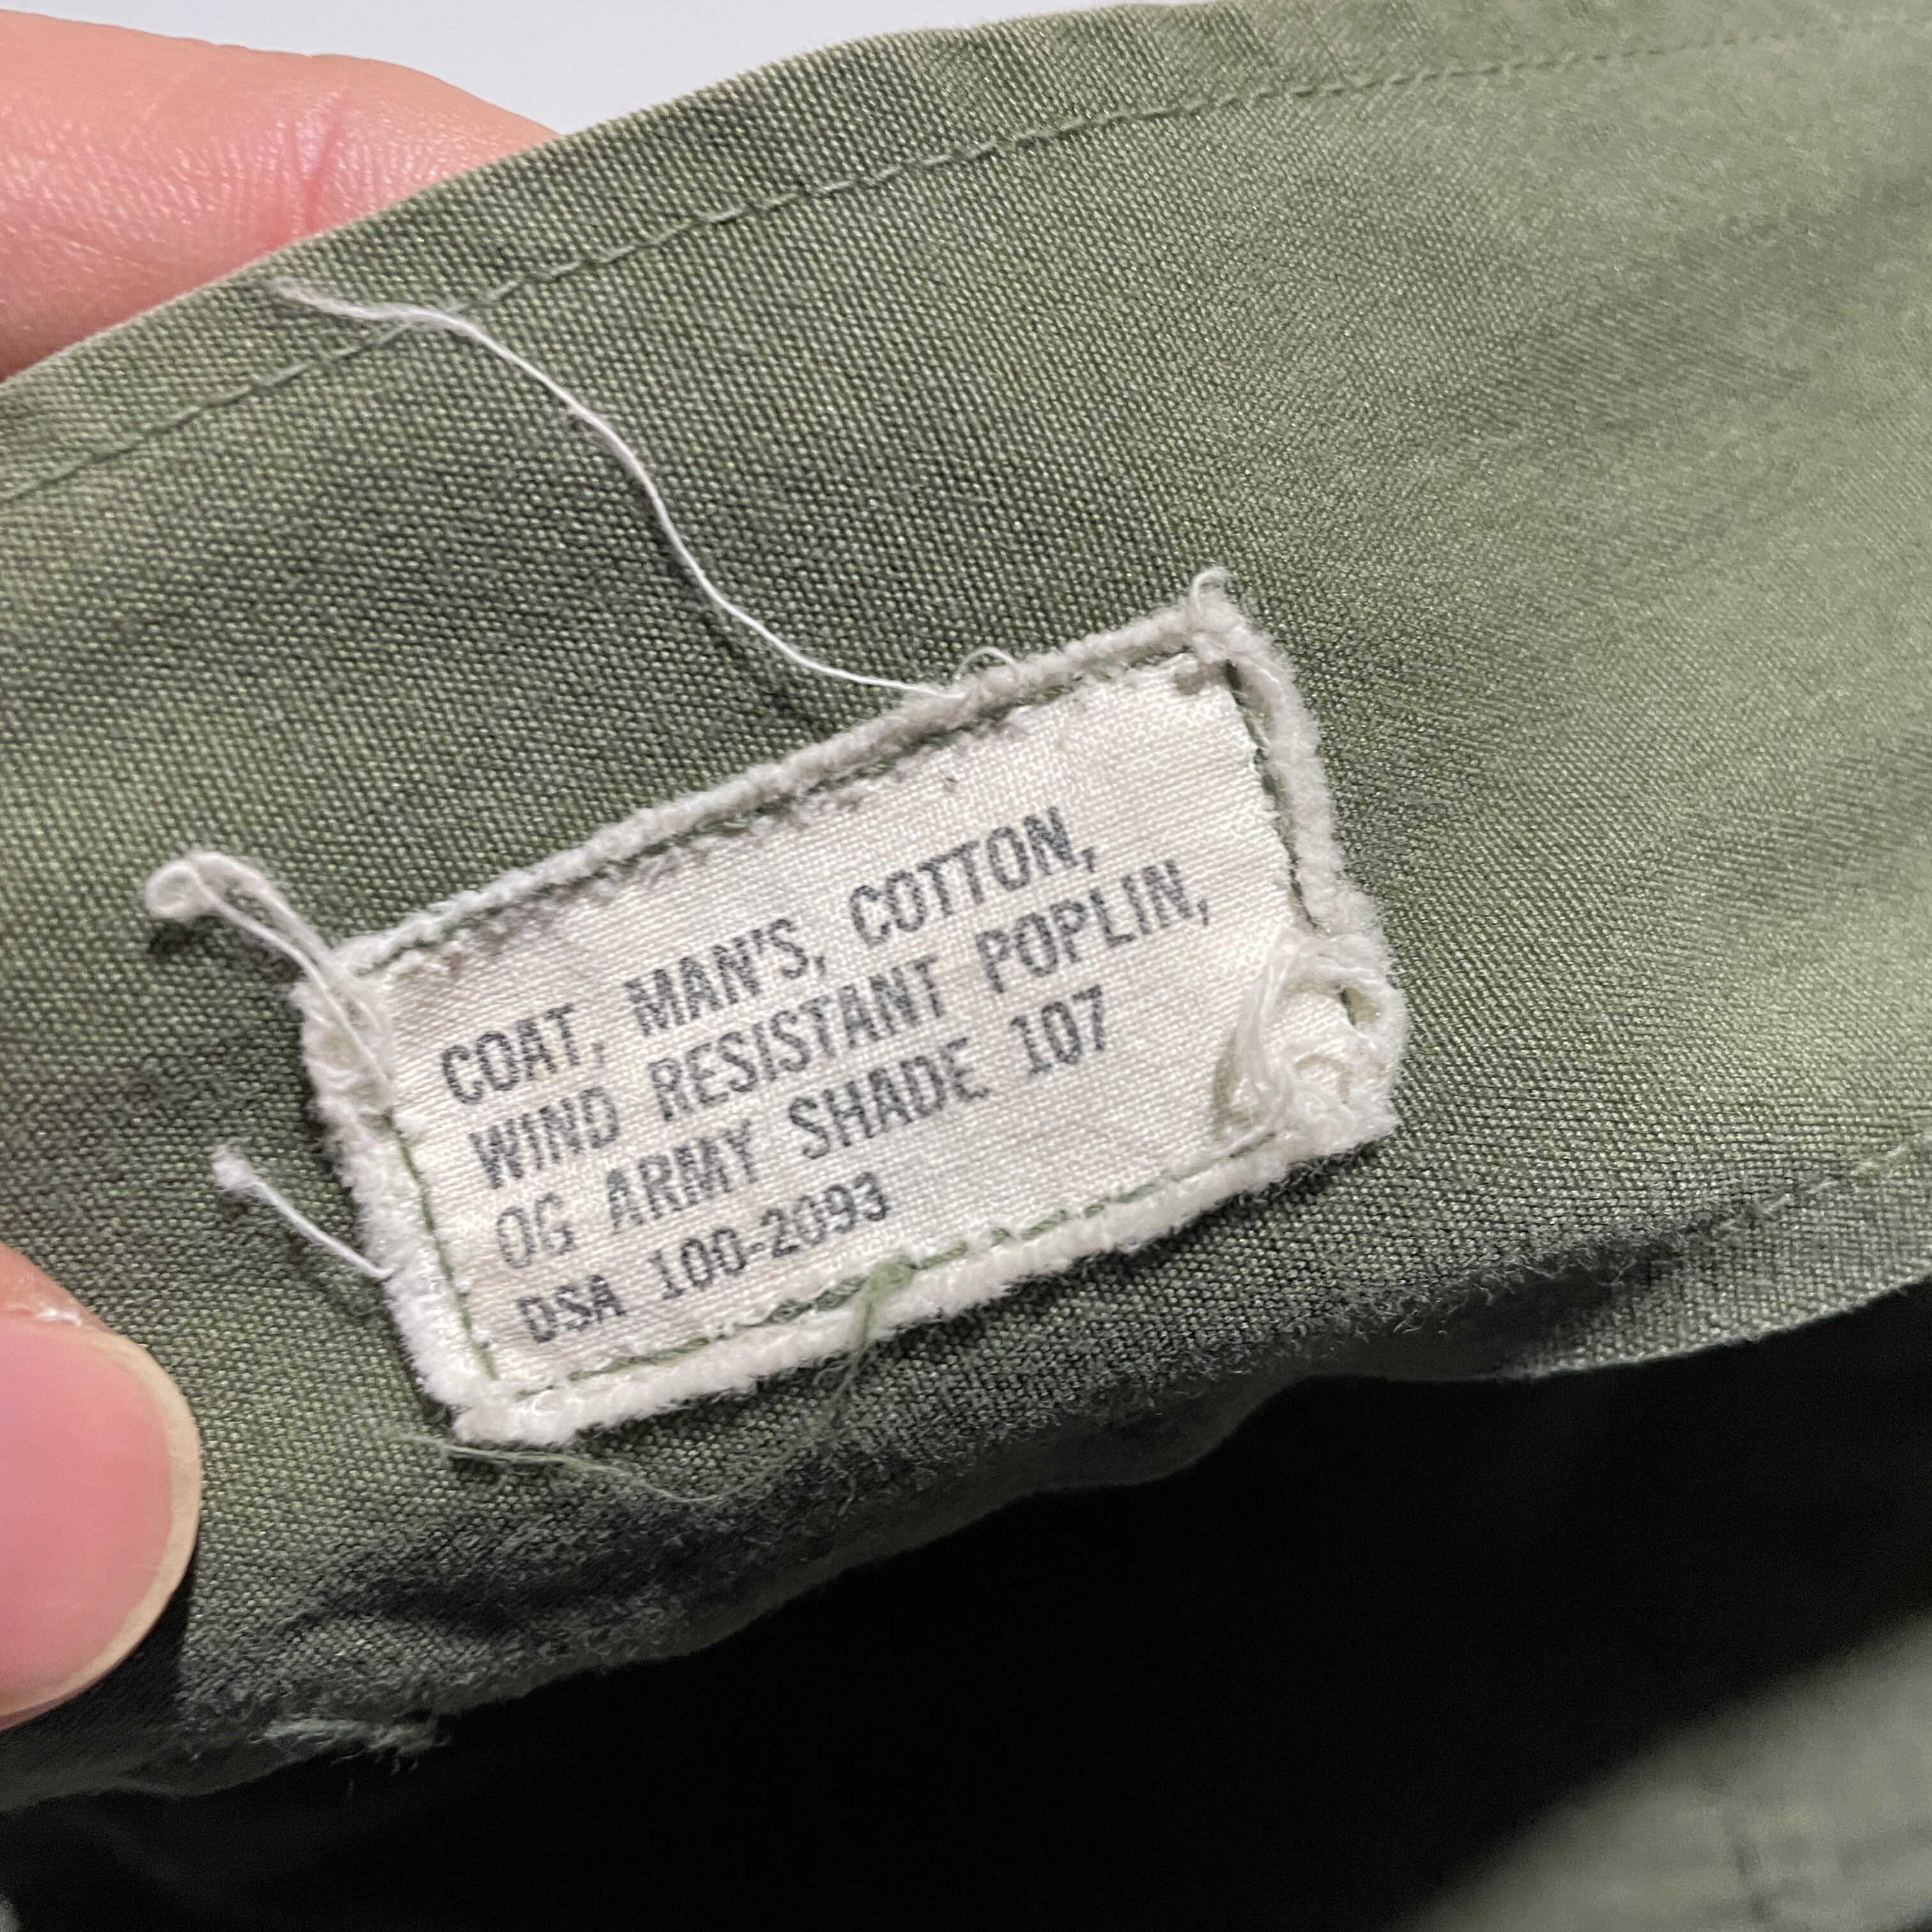 COAT, MAN'S, COTTON,
WIND RESISTANT POPLIN,
OG ARMY SHADE 107
DSA 100-2093